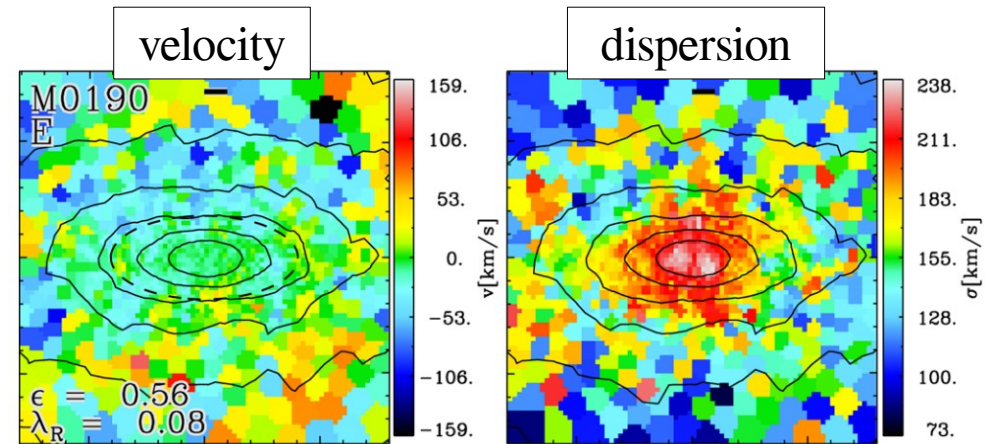 velocity
dispersion
M0190
E
ϵ = 0.56
λ_R = 0.08
159.
106.
53.
0.
−53.
−106.
−159.
v[km/s]
238.
211.
183.
155.
128.
100.
73.
σ[km/s]